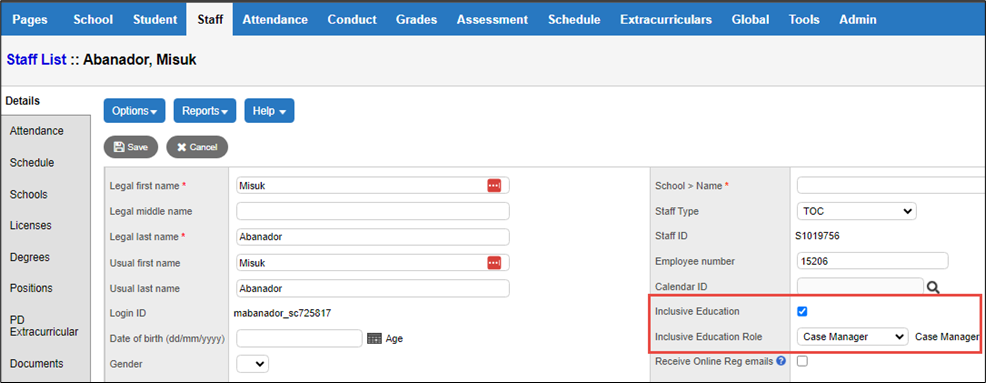 Pages School Student Staff Attendance Conduct Grades Assessment Schedule Extracurriculars Global Tools Admin
Staff List :: Abanador, Misuk
Details
Attendance
Schedule
Schools
Licenses
Degrees
Positions
PD
Extracurricular
Documents
Options Reports Help
Save Cancel
Legal first name * Misuk
Legal middle name
Legal last name * Abanador
Usual first name Misuk
Usual last name Abanador
Login ID mabanador_sc725817
Date of birth (dd/mm/yyyy) Age
Gender
School > Name *
Staff Type TOC
Staff ID S1019756
Employee number 15206
Calendar ID
Inclusive Education
Inclusive Education Role Case Manager Case Manager
Receive Online Reg emails ?